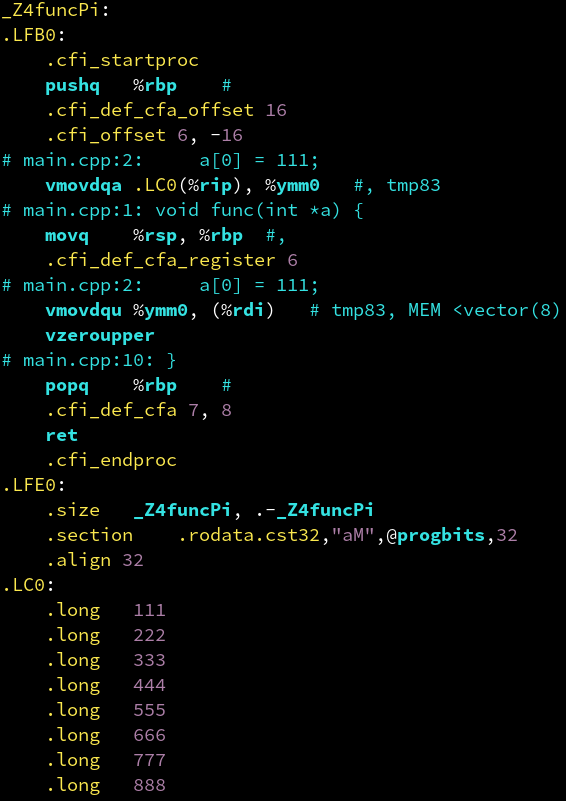 _Z4funcPi:
.LFB0:
    .cfi_startproc
    pushq   %rbp    #
    .cfi_def_cfa_offset 16
    .cfi_offset 6, -16
# main.cpp:2:     a[0] = 111;
    vmovdqa .LC0(%rip), %ymm0   #, tmp83
# main.cpp:1: void func(int *a) {
    movq    %rsp, %rbp  #,
    .cfi_def_cfa_register 6
# main.cpp:2:     a[0] = 111;
    vmovdqu %ymm0, (%rdi)   # tmp83, MEM <vector(8)
    vzeroupper
# main.cpp:10: }
    popq    %rbp    #
    .cfi_def_cfa 7, 8
    ret
    .cfi_endproc
.LFE0:
    .size   _Z4funcPi, .-_Z4funcPi
    .section    .rodata.cst32,"aM",@progbits,32
    .align 32
.LC0:
    .long   111
    .long   222
    .long   333
    .long   444
    .long   555
    .long   666
    .long   777
    .long   888